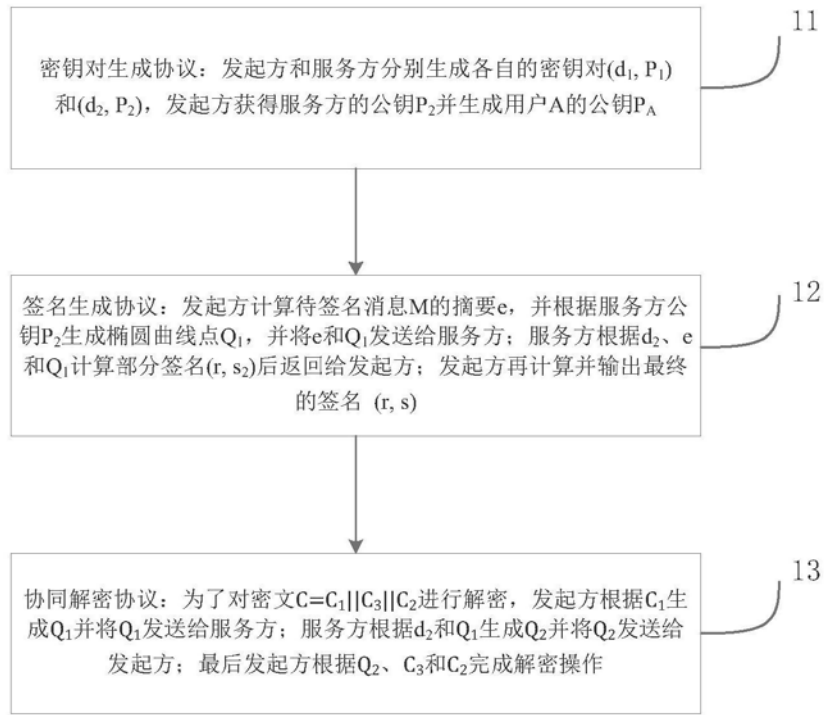 11
密钥对生成协议：发起方和服务方分别生成各自的密钥对(d₁, P₁)
和(d₂, P₂)，发起方获得服务方的公钥P₂并生成用户A的公钥P_A
12
签名生成协议：发起方计算待签名消息M的摘要e，并根据服务方公
钥P₂生成椭圆曲线点Q₁，并将e和Q₁发送给服务方；服务方根据d₂、e
和Q₁计算部分签名(r, s₂)后返回给发起方；发起方再计算并输出最终
的签名 (r, s)
13
协同解密协议：为了对密文C=C₁||C₃||C₂进行解密，发起方根据C₁生
成Q₁并将Q₁发送给服务方；服务方根据d₂和Q₁生成Q₂并将Q₂发送给
发起方；最后发起方根据Q₂、C₃和C₂完成解密操作